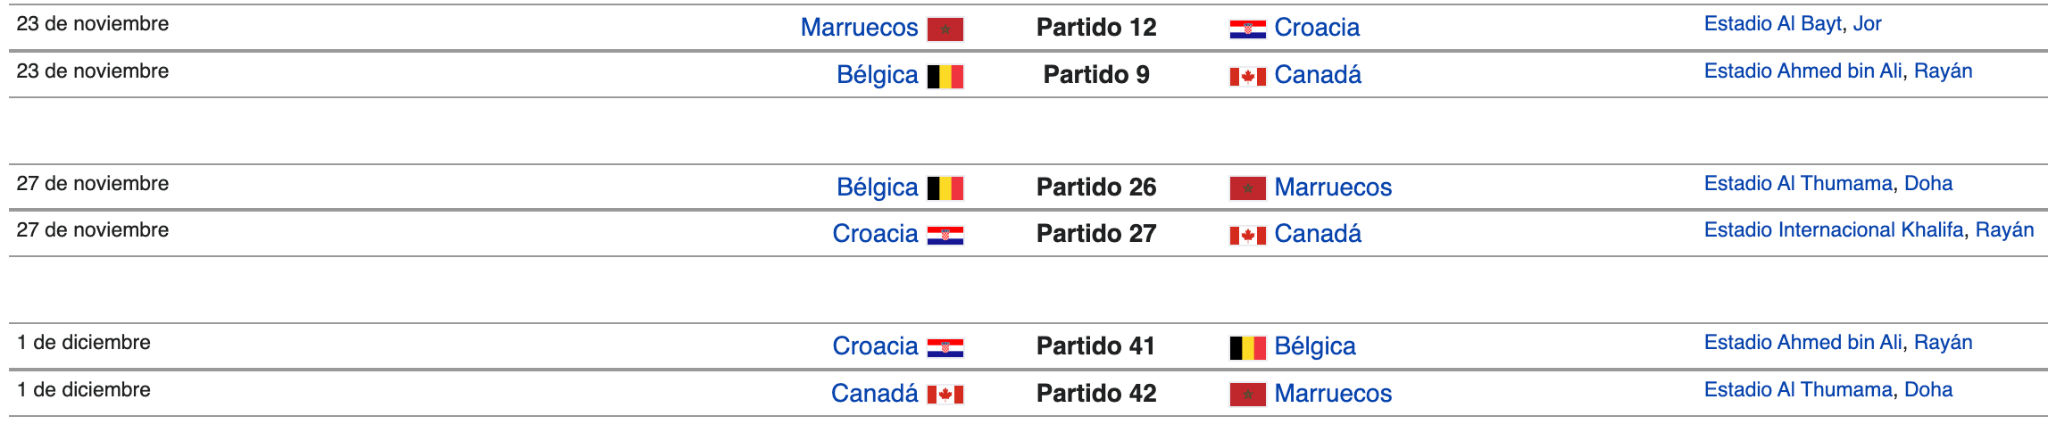 23 de noviembre Marruecos Partido 12 Croacia Estadio Al Bayt, Jor
23 de noviembre Bélgica Partido 9 Canadá Estadio Ahmed bin Ali, Rayán
27 de noviembre Bélgica Partido 26 Marruecos Estadio Al Thumama, Doha
27 de noviembre Croacia Partido 27 Canadá Estadio Internacional Khalifa, Rayán
1 de diciembre Croacia Partido 41 Bélgica Estadio Ahmed bin Ali, Rayán
1 de diciembre Canadá Partido 42 Marruecos Estadio Al Thumama, Doha